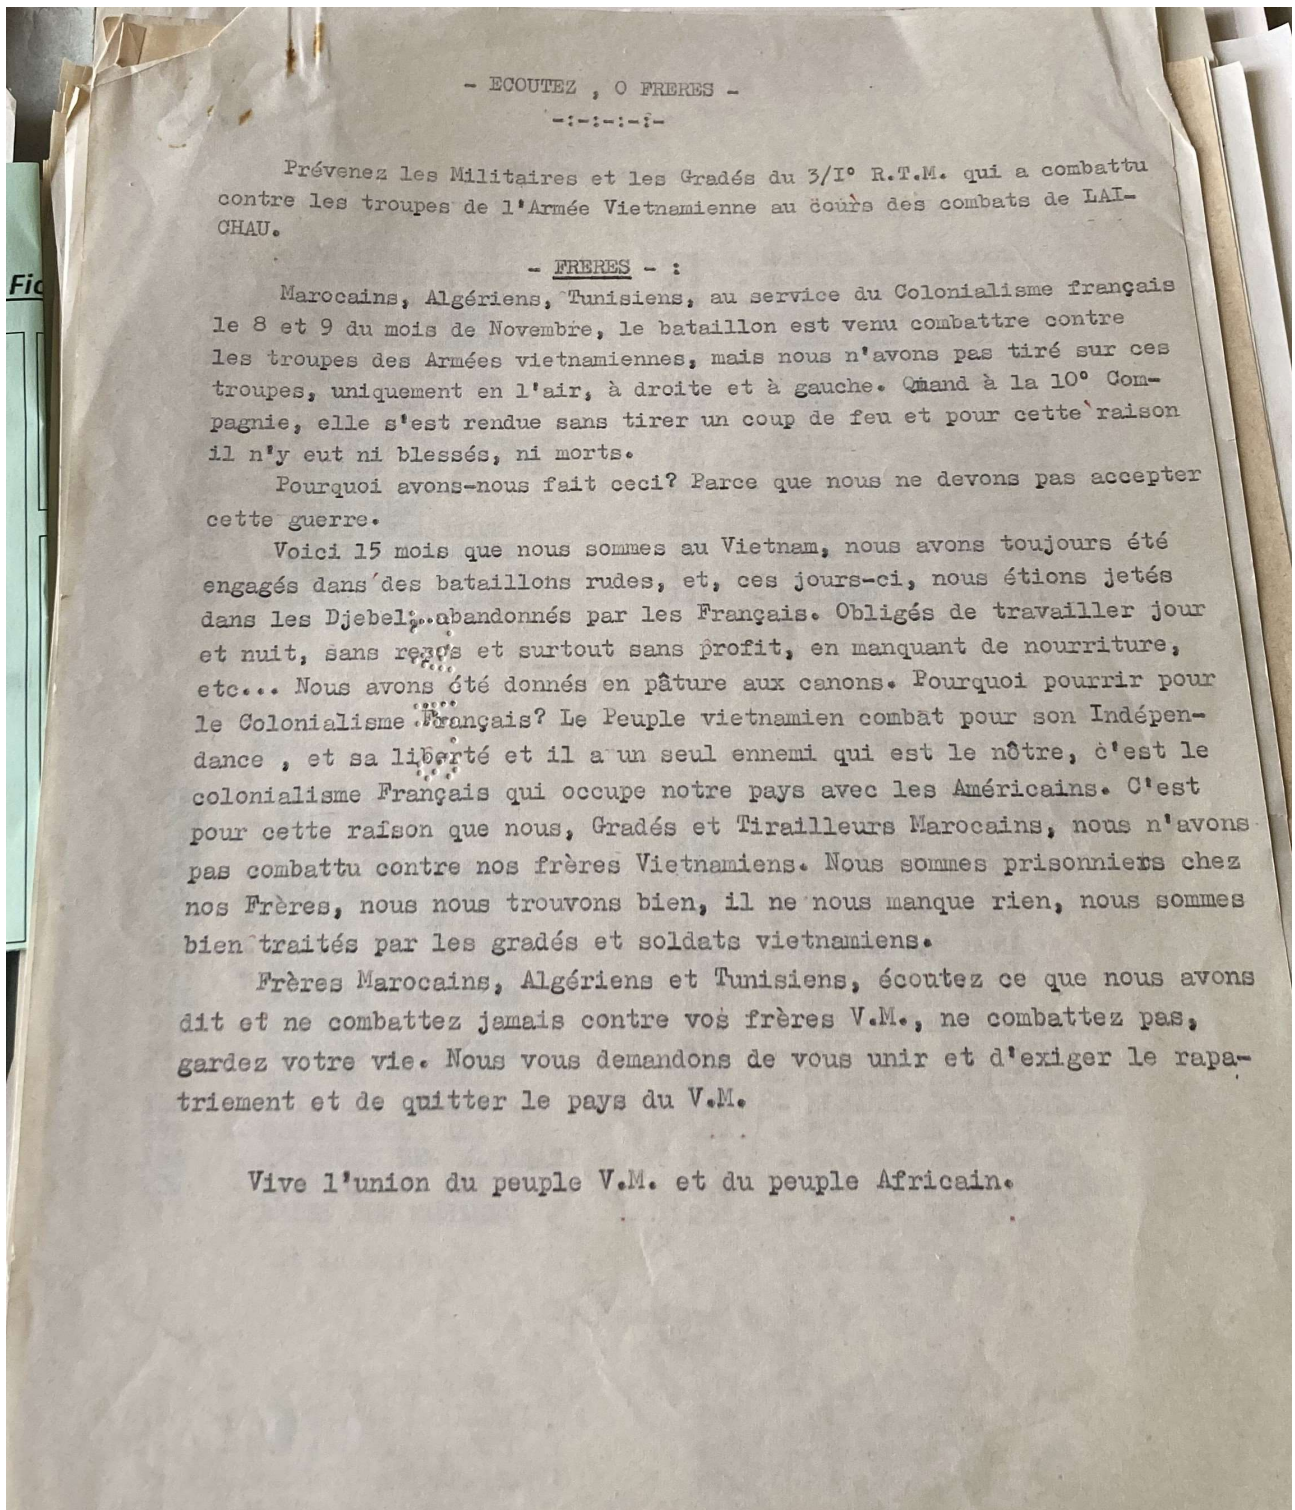 - ECOUTEZ , O FRERES -
-:-:-:-:-
Prévenez les Militaires et les Gradés du 3/I° R.T.M. qui a combattu
contre les troupes de l'Armée Vietnamienne au cours des combats de LAI-
CHAU.
- FRERES - :
Fic
Marocains, Algériens, Tunisiens, au service du Colonialisme français
le 8 et 9 du mois de Novembre, le bataillon est venu combattre contre
les troupes des Armées vietnamiennes, mais nous n'avons pas tiré sur ces
troupes, uniquement en l'air, à droite et à gauche. Quand à la 10° Com-
pagnie, elle s'est rendue sans tirer un coup de feu et pour cette raison
il n'y eut ni blessés, ni morts.
Pourquoi avons-nous fait ceci? Parce que nous ne devons pas accepter
cette guerre.
Voici 15 mois que nous sommes au Vietnam, nous avons toujours été
engagés dans des bataillons rudes, et, ces jours-ci, nous étions jetés
dans les Djebel, abandonnés par les Français. Obligés de travailler jour
et nuit, sans repos et surtout sans profit, en manquant de nourriture,
etc... Nous avons été donnés en pâture aux canons. Pourquoi pourrir pour
le Colonialisme Français? Le Peuple vietnamien combat pour son Indépen-
dance , et sa liberté et il a un seul ennemi qui est le nôtre, c'est le
colonialisme Français qui occupe notre pays avec les Américains. C'est
pour cette raison que nous, Gradés et Tirailleurs Marocains, nous n'avons
pas combattu contre nos frères Vietnamiens. Nous sommes prisonniers chez
nos Frères, nous nous trouvons bien, il ne nous manque rien, nous sommes
bien traités par les gradés et soldats vietnamiens.
Frères Marocains, Algériens et Tunisiens, écoutez ce que nous avons
dit et ne combattez jamais contre vos frères V.M., ne combattez pas,
gardez votre vie. Nous vous demandons de vous unir et d'exiger le rapa-
triement et de quitter le pays du V.M.
Vive l'union du peuple V.M. et du peuple Africain.